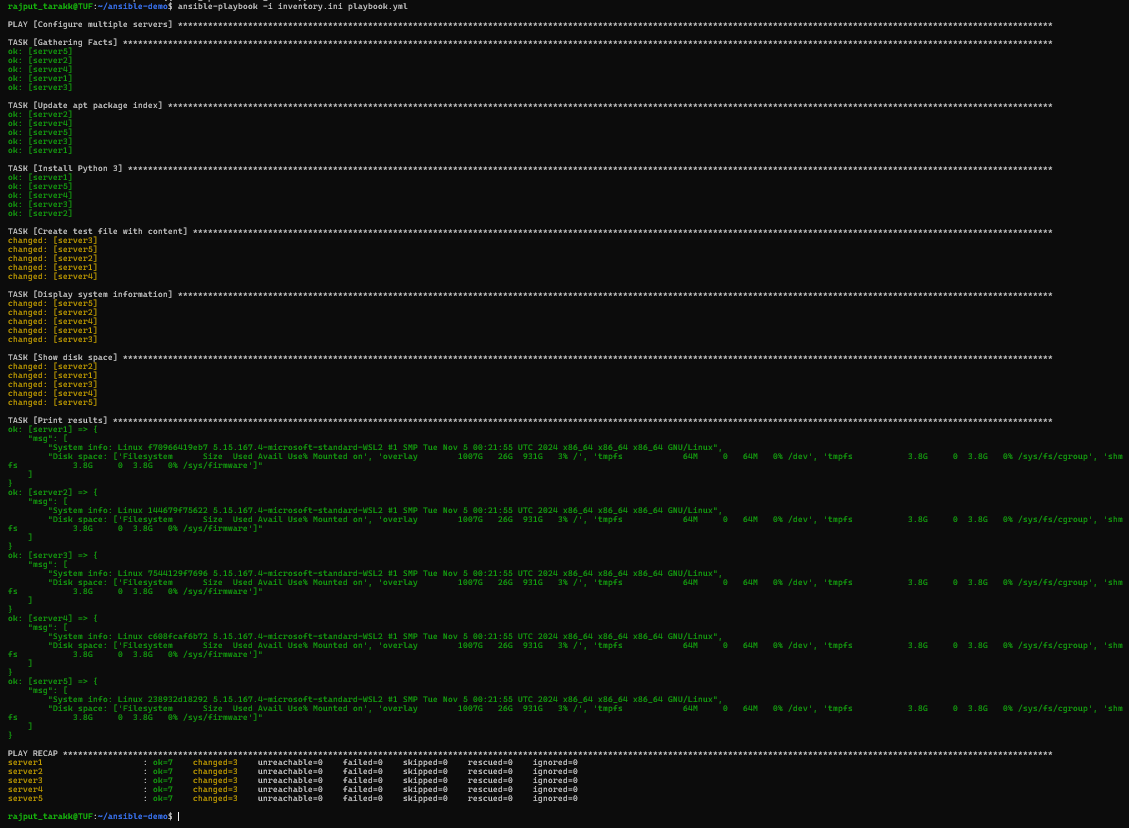 rajput_tarakk@TUF:~/ansible-demo$ ansible-playbook -i inventory.ini playbook.yml
PLAY [Configure multiple servers] *******************************************************************************************************************************************************************************
TASK [Gathering Facts] ******************************************************************************************************************************************************************************************
ok: [server5]
ok: [server2]
ok: [server4]
ok: [server1]
ok: [server3]
TASK [Update apt package index] *********************************************************************************************************************************************************************************
ok: [server2]
ok: [server4]
ok: [server5]
ok: [server3]
ok: [server1]
TASK [Install Python 3] *****************************************************************************************************************************************************************************************
ok: [server1]
ok: [server5]
ok: [server4]
ok: [server3]
ok: [server2]
TASK [Create test file with content] ****************************************************************************************************************************************************************************
changed: [server3]
changed: [server5]
changed: [server2]
changed: [server1]
changed: [server4]
TASK [Display system information] *******************************************************************************************************************************************************************************
changed: [server5]
changed: [server2]
changed: [server4]
changed: [server1]
changed: [server3]
TASK [Show disk space] ******************************************************************************************************************************************************************************************
changed: [server2]
changed: [server1]
changed: [server3]
changed: [server4]
changed: [server5]
TASK [Print results] ********************************************************************************************************************************************************************************************
ok: [server1] => {
    "msg": [
        "System info: Linux f70966419eb7 5.15.167.4-microsoft-standard-WSL2 #1 SMP Tue Nov 5 00:21:55 UTC 2024 x86_64 x86_64 x86_64 GNU/Linux",
        "Disk space: ['Filesystem      Size  Used Avail Use% Mounted on', 'overlay        1007G   26G  931G   3% /', 'tmpfs            64M     0   64M   0% /dev', 'tmpfs           3.8G     0  3.8G   0% /sys/fs/cgroup', 'shm
fs           3.8G     0  3.8G   0% /sys/firmware']"
    ]
}
ok: [server2] => {
    "msg": [
        "System info: Linux 144679f75622 5.15.167.4-microsoft-standard-WSL2 #1 SMP Tue Nov 5 00:21:55 UTC 2024 x86_64 x86_64 x86_64 GNU/Linux",
        "Disk space: ['Filesystem      Size  Used Avail Use% Mounted on', 'overlay        1007G   26G  931G   3% /', 'tmpfs            64M     0   64M   0% /dev', 'tmpfs           3.8G     0  3.8G   0% /sys/fs/cgroup', 'shm
fs           3.8G     0  3.8G   0% /sys/firmware']"
    ]
}
ok: [server3] => {
    "msg": [
        "System info: Linux 7544129f7696 5.15.167.4-microsoft-standard-WSL2 #1 SMP Tue Nov 5 00:21:55 UTC 2024 x86_64 x86_64 x86_64 GNU/Linux",
        "Disk space: ['Filesystem      Size  Used Avail Use% Mounted on', 'overlay        1007G   26G  931G   3% /', 'tmpfs            64M     0   64M   0% /dev', 'tmpfs           3.8G     0  3.8G   0% /sys/fs/cgroup', 'shm
fs           3.8G     0  3.8G   0% /sys/firmware']"
    ]
}
ok: [server4] => {
    "msg": [
        "System info: Linux c608fcaf6b72 5.15.167.4-microsoft-standard-WSL2 #1 SMP Tue Nov 5 00:21:55 UTC 2024 x86_64 x86_64 x86_64 GNU/Linux",
        "Disk space: ['Filesystem      Size  Used Avail Use% Mounted on', 'overlay        1007G   26G  931G   3% /', 'tmpfs            64M     0   64M   0% /dev', 'tmpfs           3.8G     0  3.8G   0% /sys/fs/cgroup', 'shm
fs           3.8G     0  3.8G   0% /sys/firmware']"
    ]
}
ok: [server5] => {
    "msg": [
        "System info: Linux 238932d18292 5.15.167.4-microsoft-standard-WSL2 #1 SMP Tue Nov 5 00:21:55 UTC 2024 x86_64 x86_64 x86_64 GNU/Linux",
        "Disk space: ['Filesystem      Size  Used Avail Use% Mounted on', 'overlay        1007G   26G  931G   3% /', 'tmpfs            64M     0   64M   0% /dev', 'tmpfs           3.8G     0  3.8G   0% /sys/fs/cgroup', 'shm
fs           3.8G     0  3.8G   0% /sys/firmware']"
    ]
}
PLAY RECAP ******************************************************************************************************************************************************************************************************
server1                    : ok=7    changed=3    unreachable=0    failed=0    skipped=0    rescued=0    ignored=0
server2                    : ok=7    changed=3    unreachable=0    failed=0    skipped=0    rescued=0    ignored=0
server3                    : ok=7    changed=3    unreachable=0    failed=0    skipped=0    rescued=0    ignored=0
server4                    : ok=7    changed=3    unreachable=0    failed=0    skipped=0    rescued=0    ignored=0
server5                    : ok=7    changed=3    unreachable=0    failed=0    skipped=0    rescued=0    ignored=0
rajput_tarakk@TUF:~/ansible-demo$